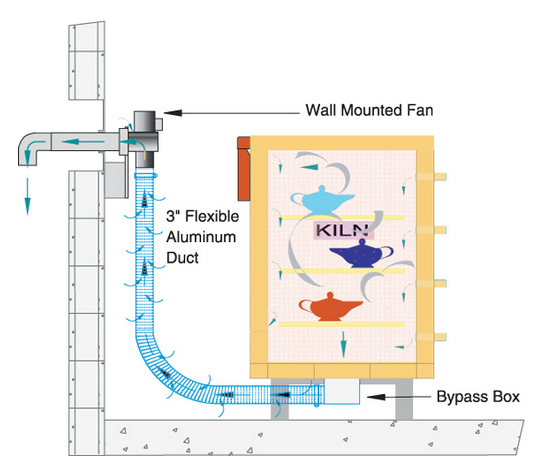 Wall Mounted Fan
3" Flexible
Aluminum
Duct
KILN
Bypass Box